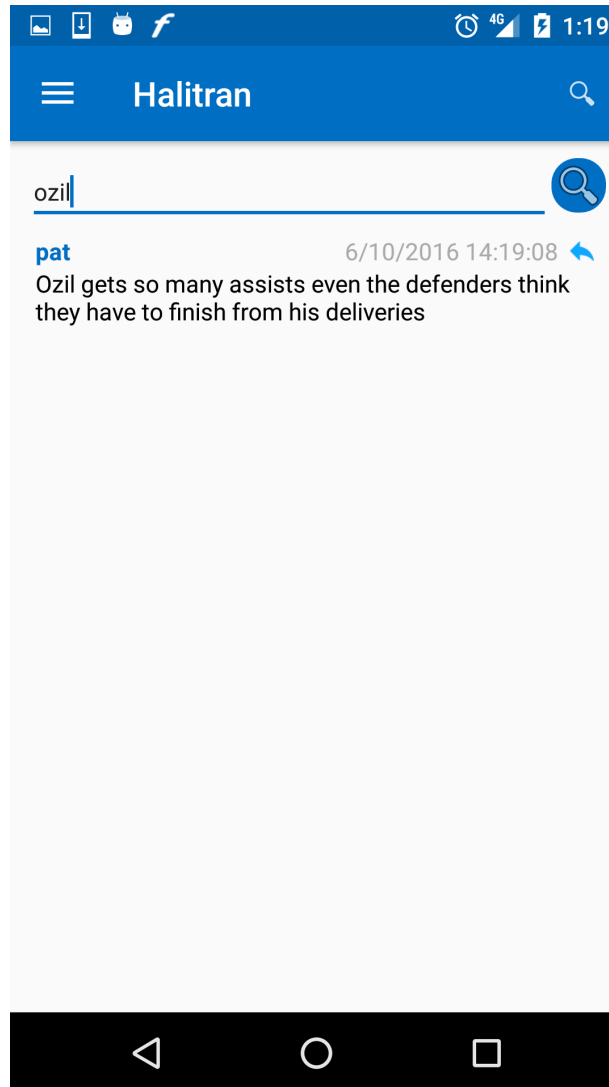 4G 1:19
Halitran
ozil
pat 6/10/2016 14:19:08
Ozil gets so many assists even the defenders think
they have to finish from his deliveries